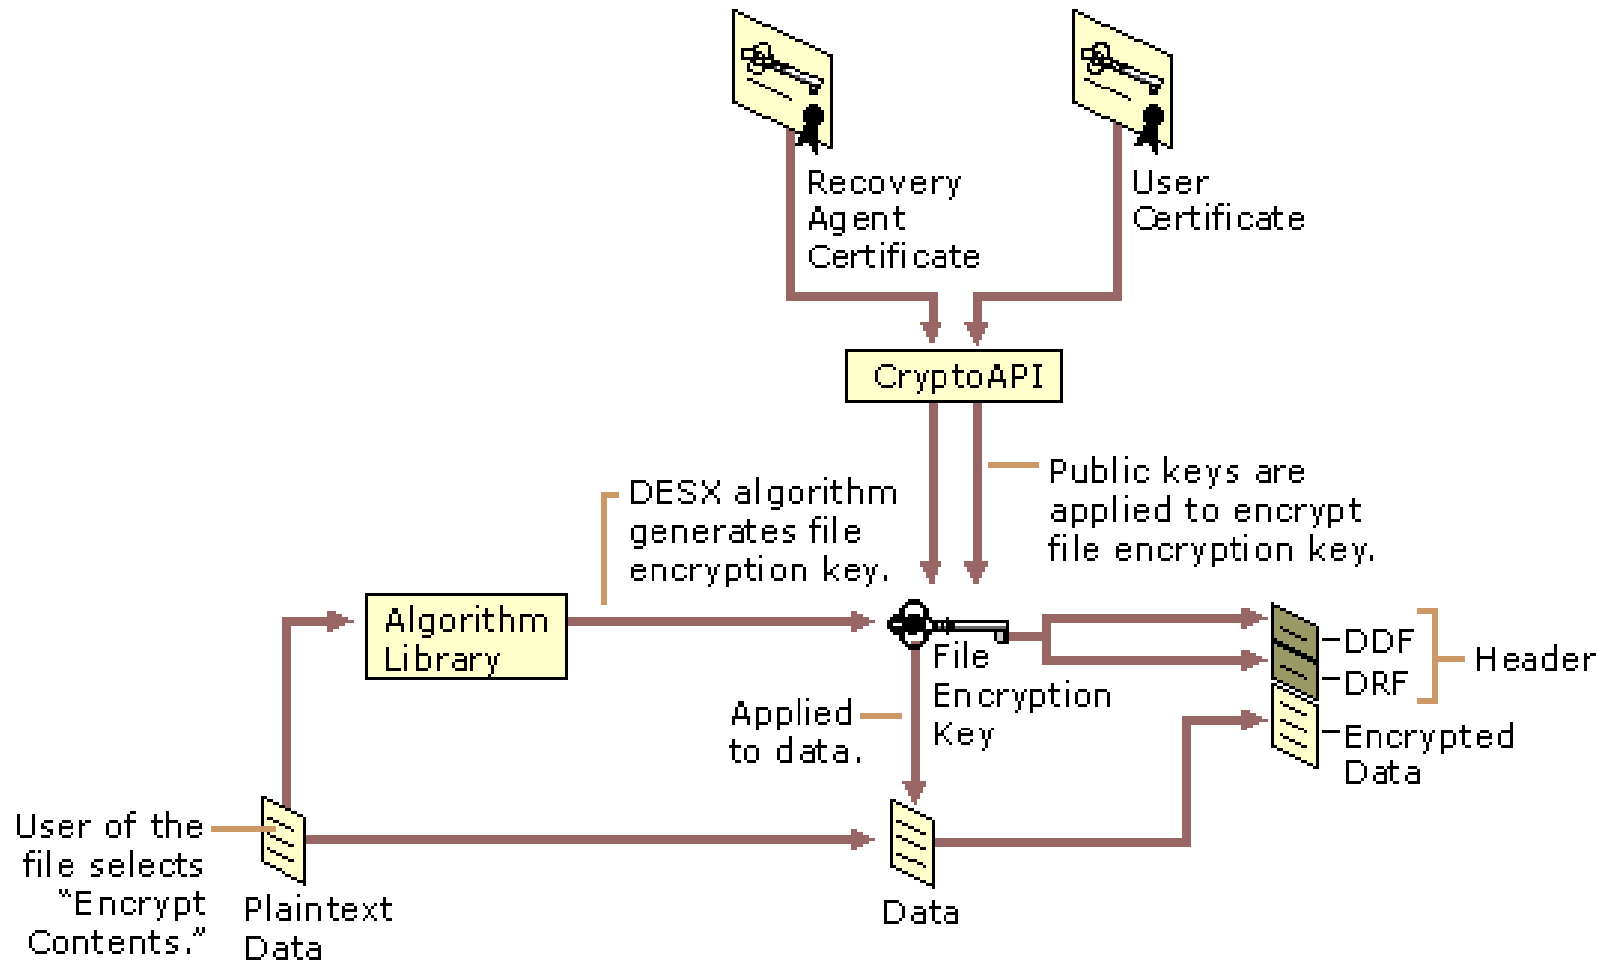 Recovery
Agent
Certificate
User
Certificate
CryptoAPI
Public keys are
applied to encrypt
file encryption key.
DESX algorithm
generates file
encryption key.
Algorithm
Library
File
Encryption
Key
DDF
DRF
Header
Encrypted
Data
Applied
to data.
User of the
file selects
“Encrypt
Contents.”
Plaintext
Data
Data